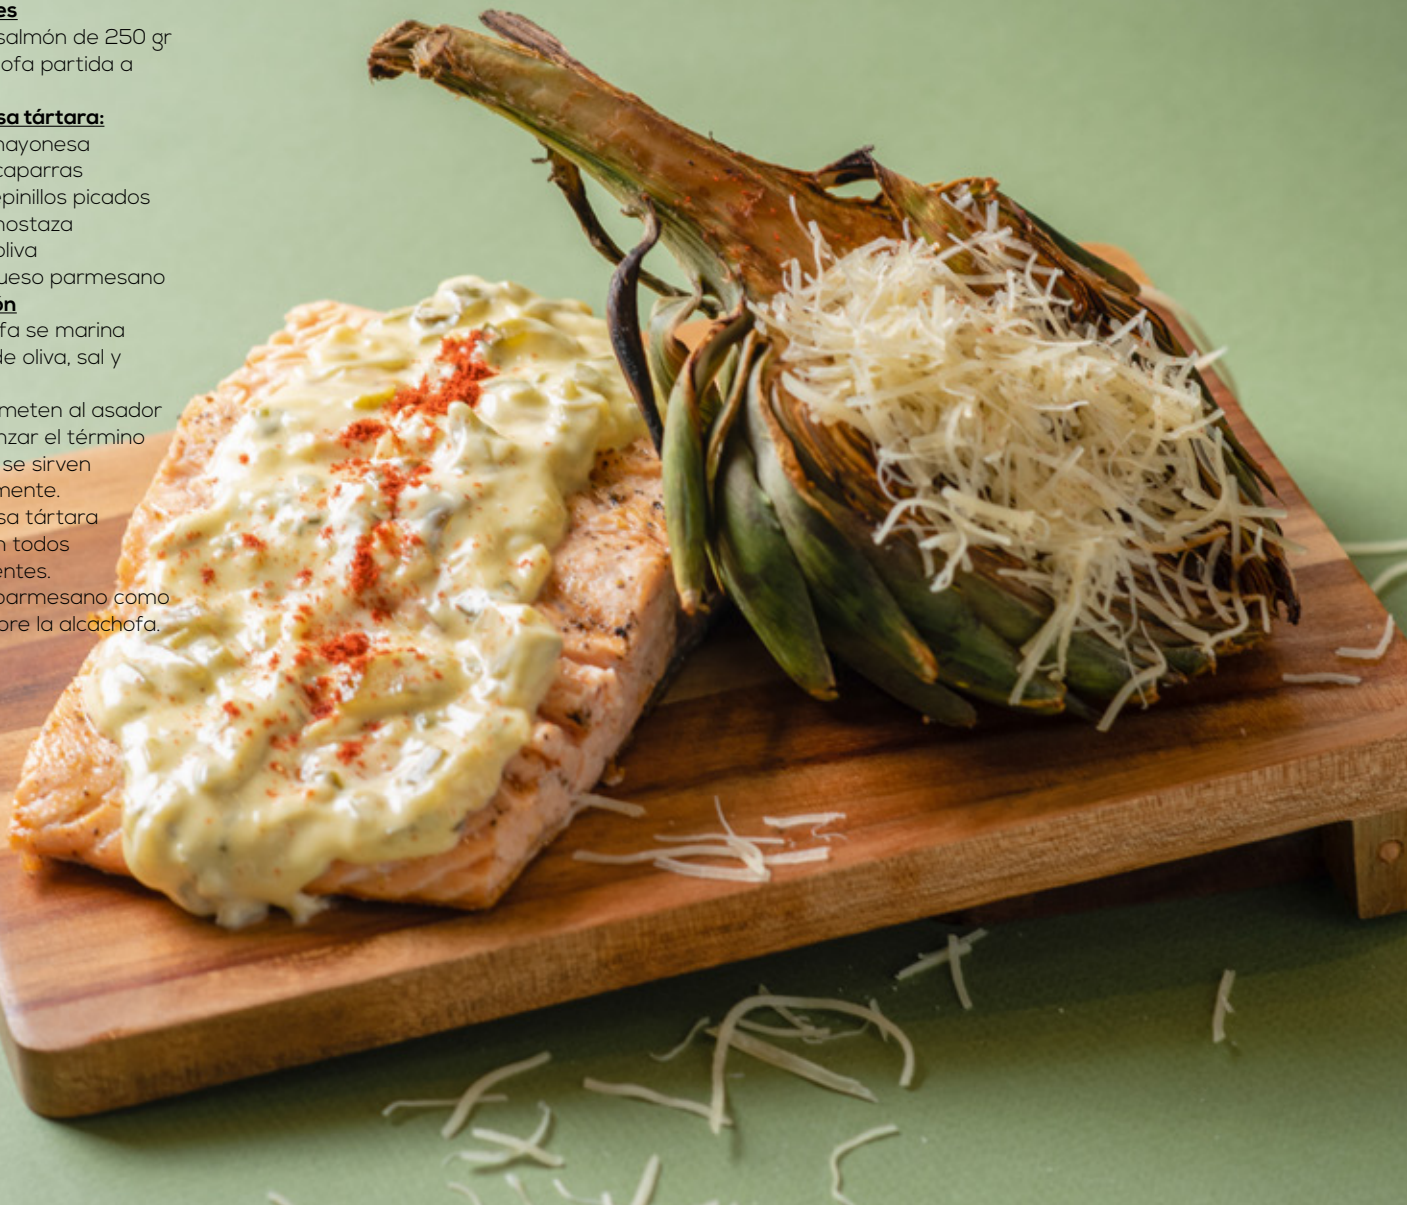 es
salmón de 250 gr
ofa partida a
sa tártara:
mayonesa
caparras
epinillos picados
mostaza
oliva
ueso parmesano
ón
fa se marina
de oliva, sal y
meten al asador
nzar el término
se sirven
mente.
sa tártara
n todos
entes.
parmesano como
bre la alcachofa.